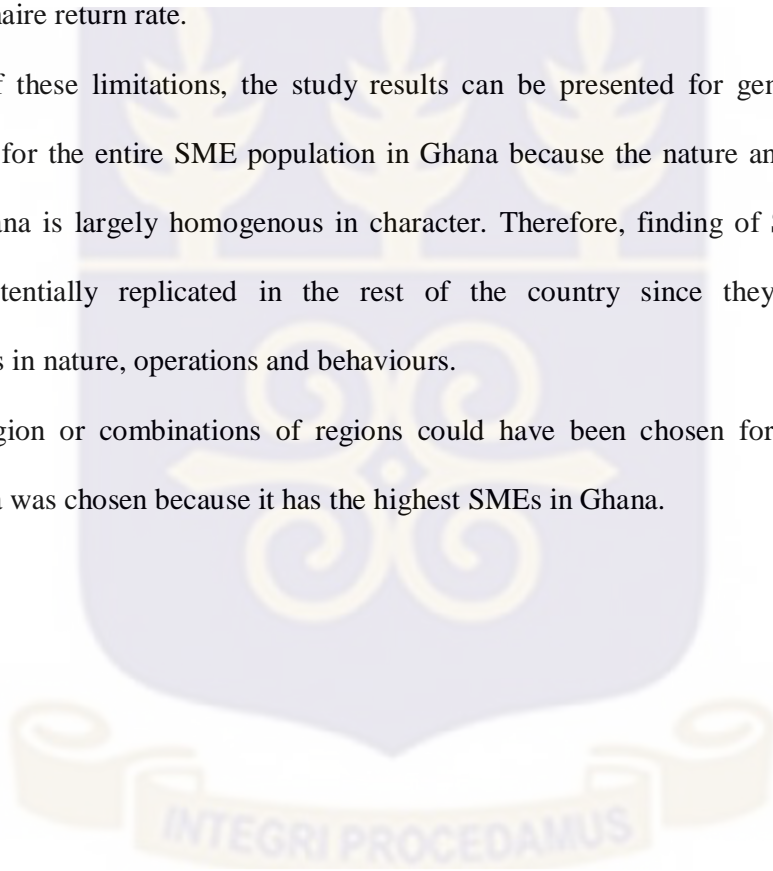 aire return rate.
f these limitations, the study results can be presented for gen
for the entire SME population in Ghana because the nature an
ana is largely homogenous in character. Therefore, finding of S
tentially replicated in the rest of the country since they
s in nature, operations and behaviours.
gion or combinations of regions could have been chosen for
a was chosen because it has the highest SMEs in Ghana.
INTEGRI PROCEDAMUS